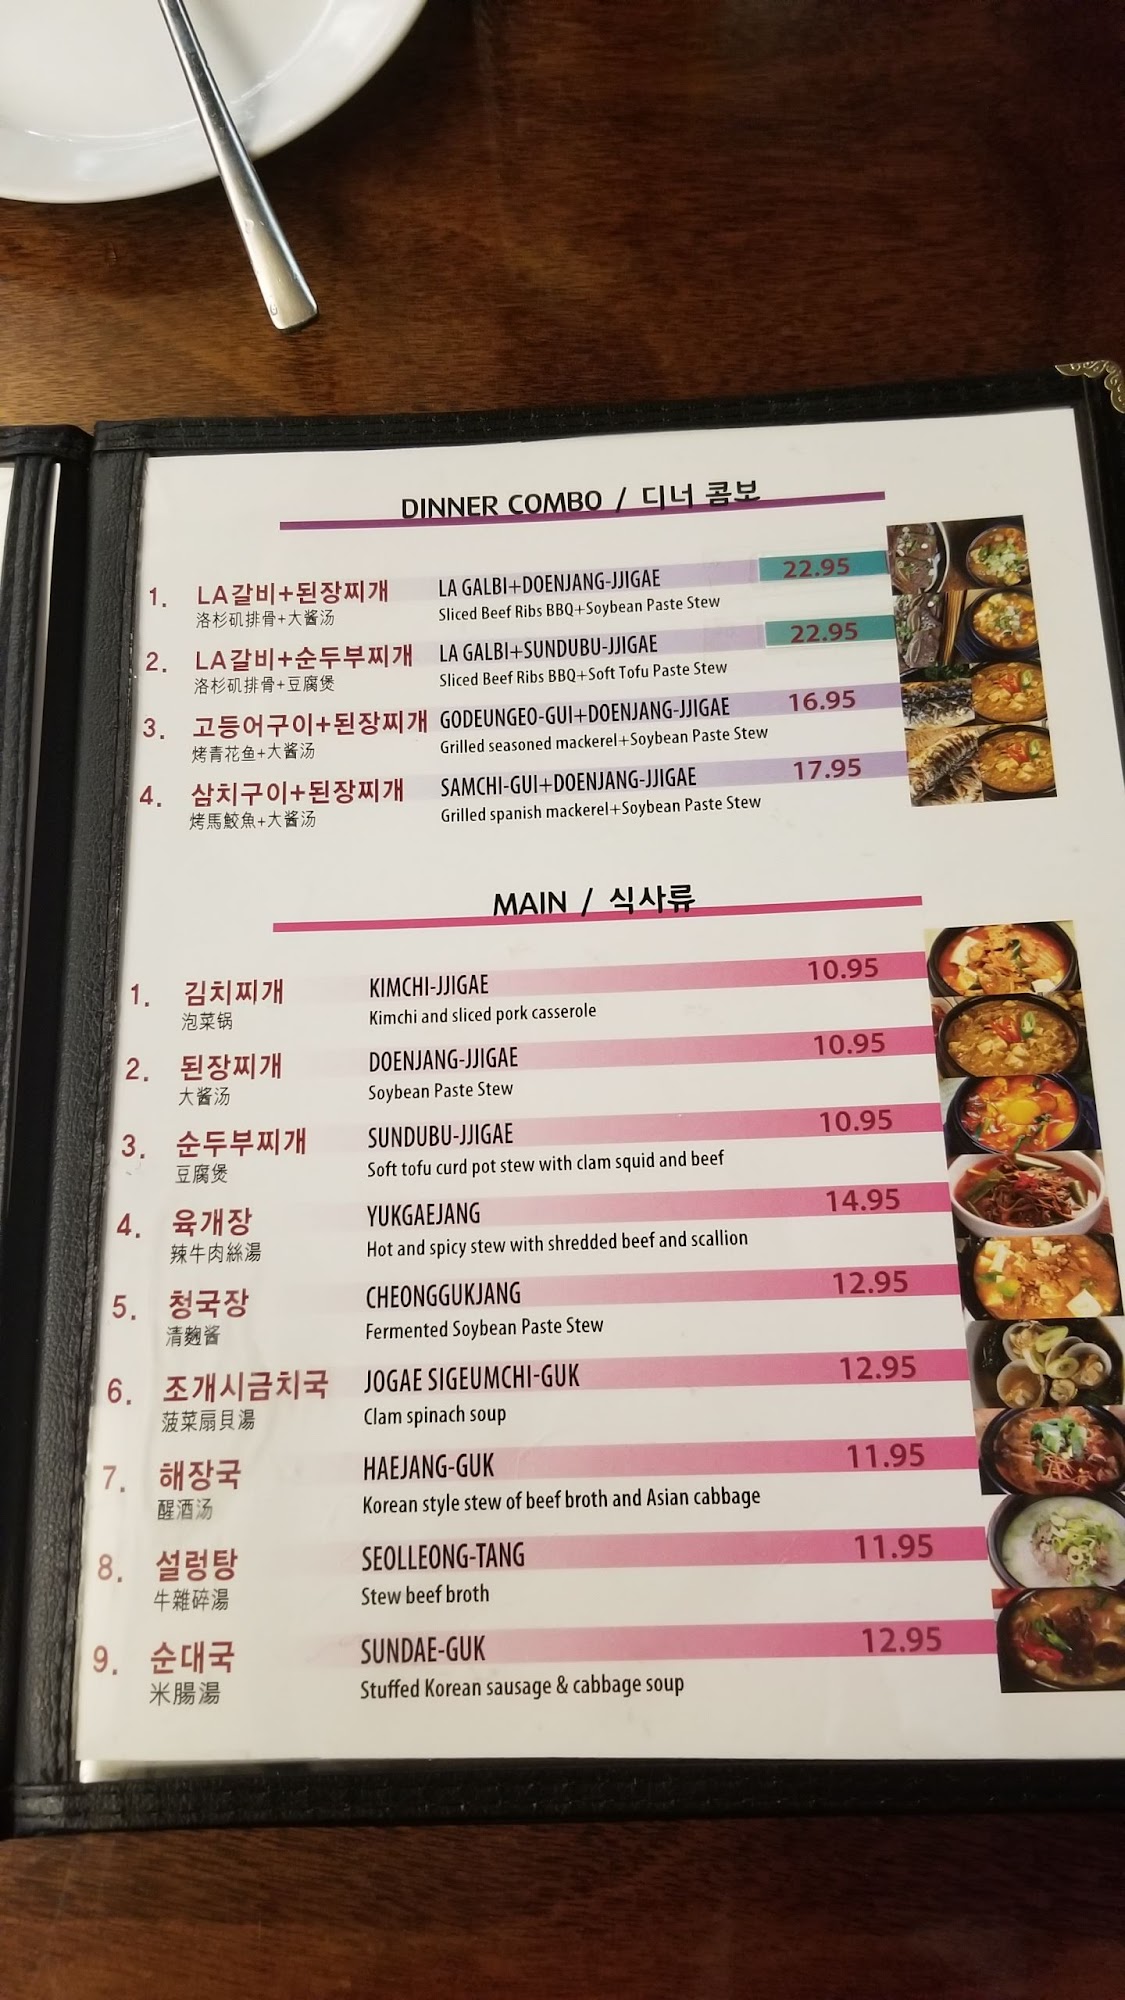 DINNER COMBO / 디너 콤보
1. LA갈비+된장찌개 LA GALBI+DOENJANG-JJIGAE 22.95
洛杉矶排骨+大酱汤 Sliced Beef Ribs BBQ+Soybean Paste Stew
2. LA갈비+순두부찌개 LA GALBI+SUNDUBU-JJIGAE 22.95
洛杉矶排骨+豆腐煲 Sliced Beef Ribs BBQ+Soft Tofu Paste Stew
3. 고등어구이+된장찌개 GODEUNGEO-GUI+DOENJANG-JJIGAE 16.95
烤青花鱼+大酱汤 Grilled seasoned mackerel+Soybean Paste Stew
4. 삼치구이+된장찌개 SAMCHI-GUI+DOENJANG-JJIGAE 17.95
烤馬鮫魚+大酱汤 Grilled spanish mackerel+Soybean Paste Stew
MAIN / 식사류
1. 김치찌개 KIMCHI-JJIGAE 10.95
泡菜锅 Kimchi and sliced pork casserole
2. 된장찌개 DOENJANG-JJIGAE 10.95
大酱汤 Soybean Paste Stew
3. 순두부찌개 SUNDUBU-JJIGAE 10.95
豆腐煲 Soft tofu curd pot stew with clam squid and beef
4. 육개장 YUKGAEJANG 14.95
辣牛肉絲湯 Hot and spicy stew with shredded beef and scallion
5. 청국장 CHEONGGUKJANG 12.95
清麴酱 Fermented Soybean Paste Stew
6. 조개시금치국 JOGAE SIGEUMCHI-GUK 12.95
菠菜扇貝湯 Clam spinach soup
7. 해장국 HAEJANG-GUK 11.95
醒酒汤 Korean style stew of beef broth and Asian cabbage
8. 설렁탕 SEOLLEONG-TANG 11.95
牛雜碎湯 Stew beef broth
9. 순대국 SUNDAE-GUK 12.95
米腸湯 Stuffed Korean sausage & cabbage soup